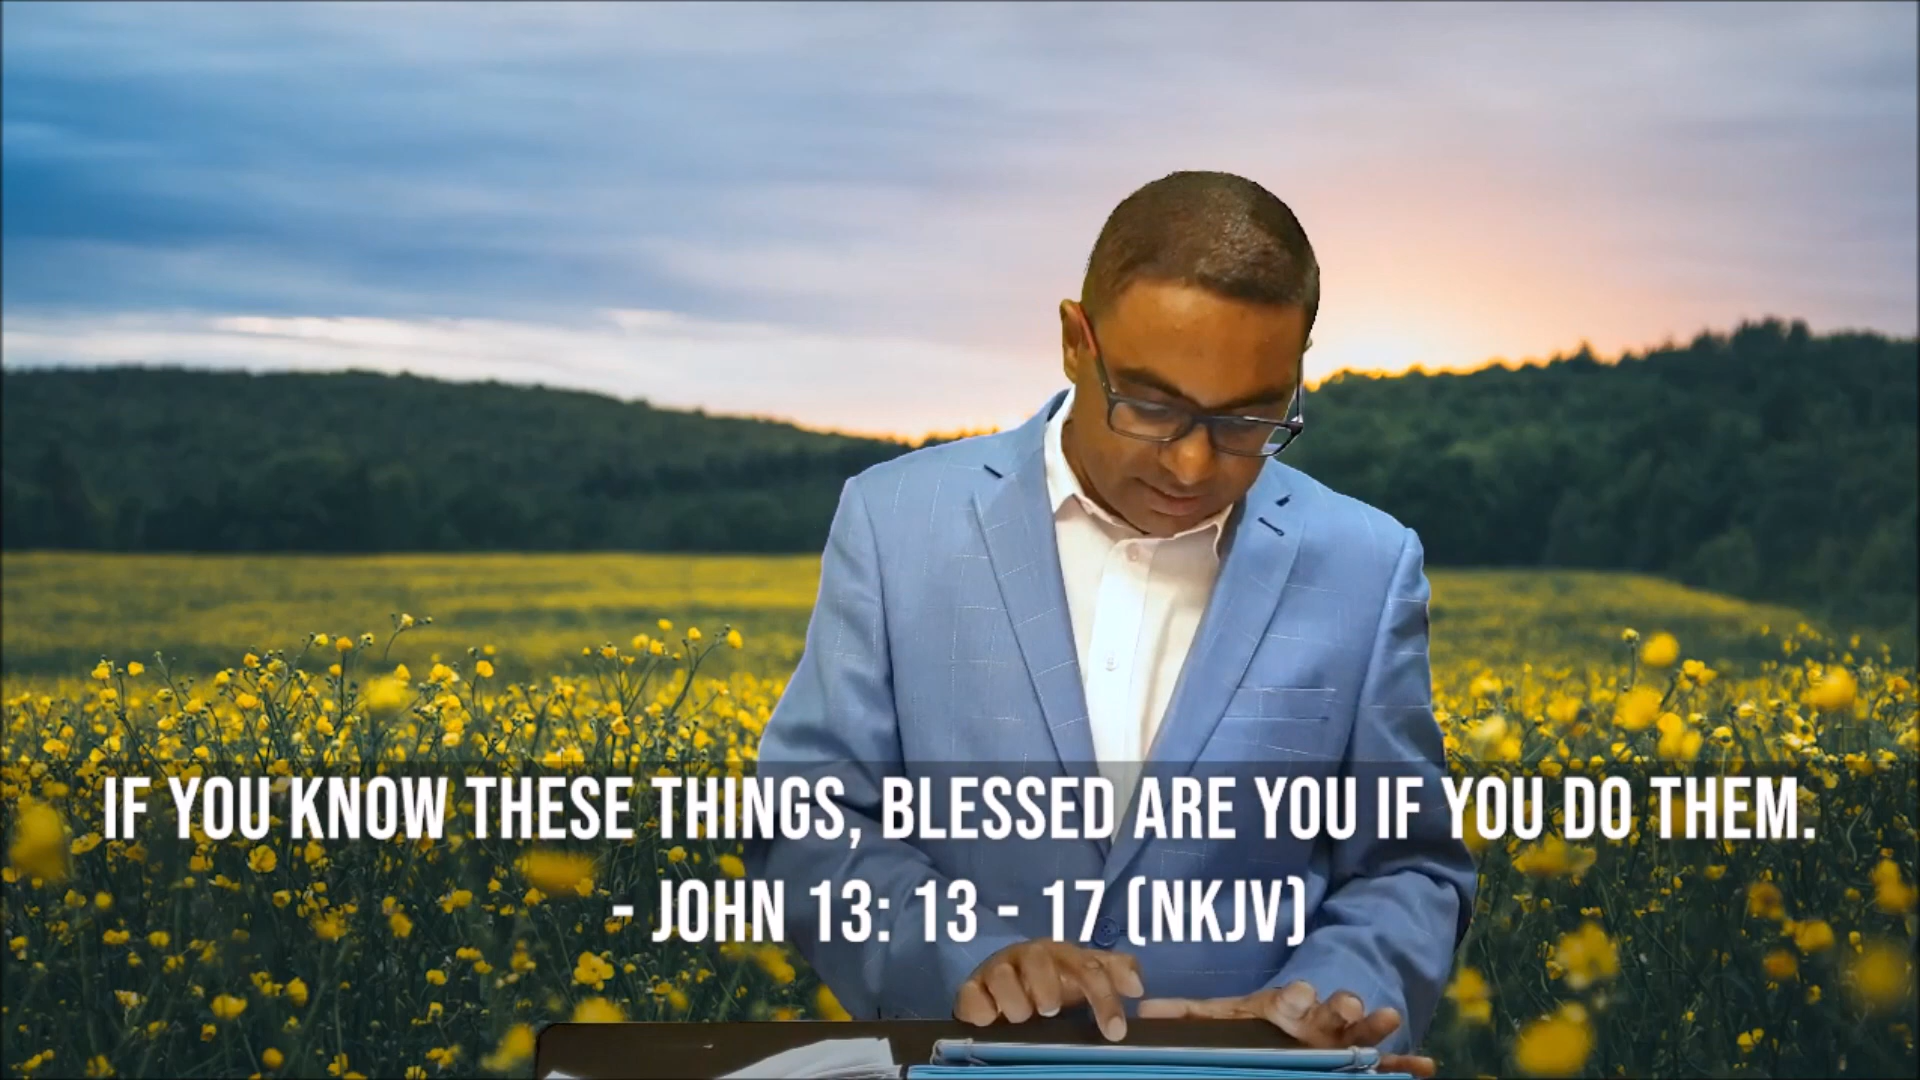 IF YOU KNOW THESE THINGS, BLESSED ARE YOU IF YOU DO THEM.
- JOHN 13: 13 - 17 (NKJV)